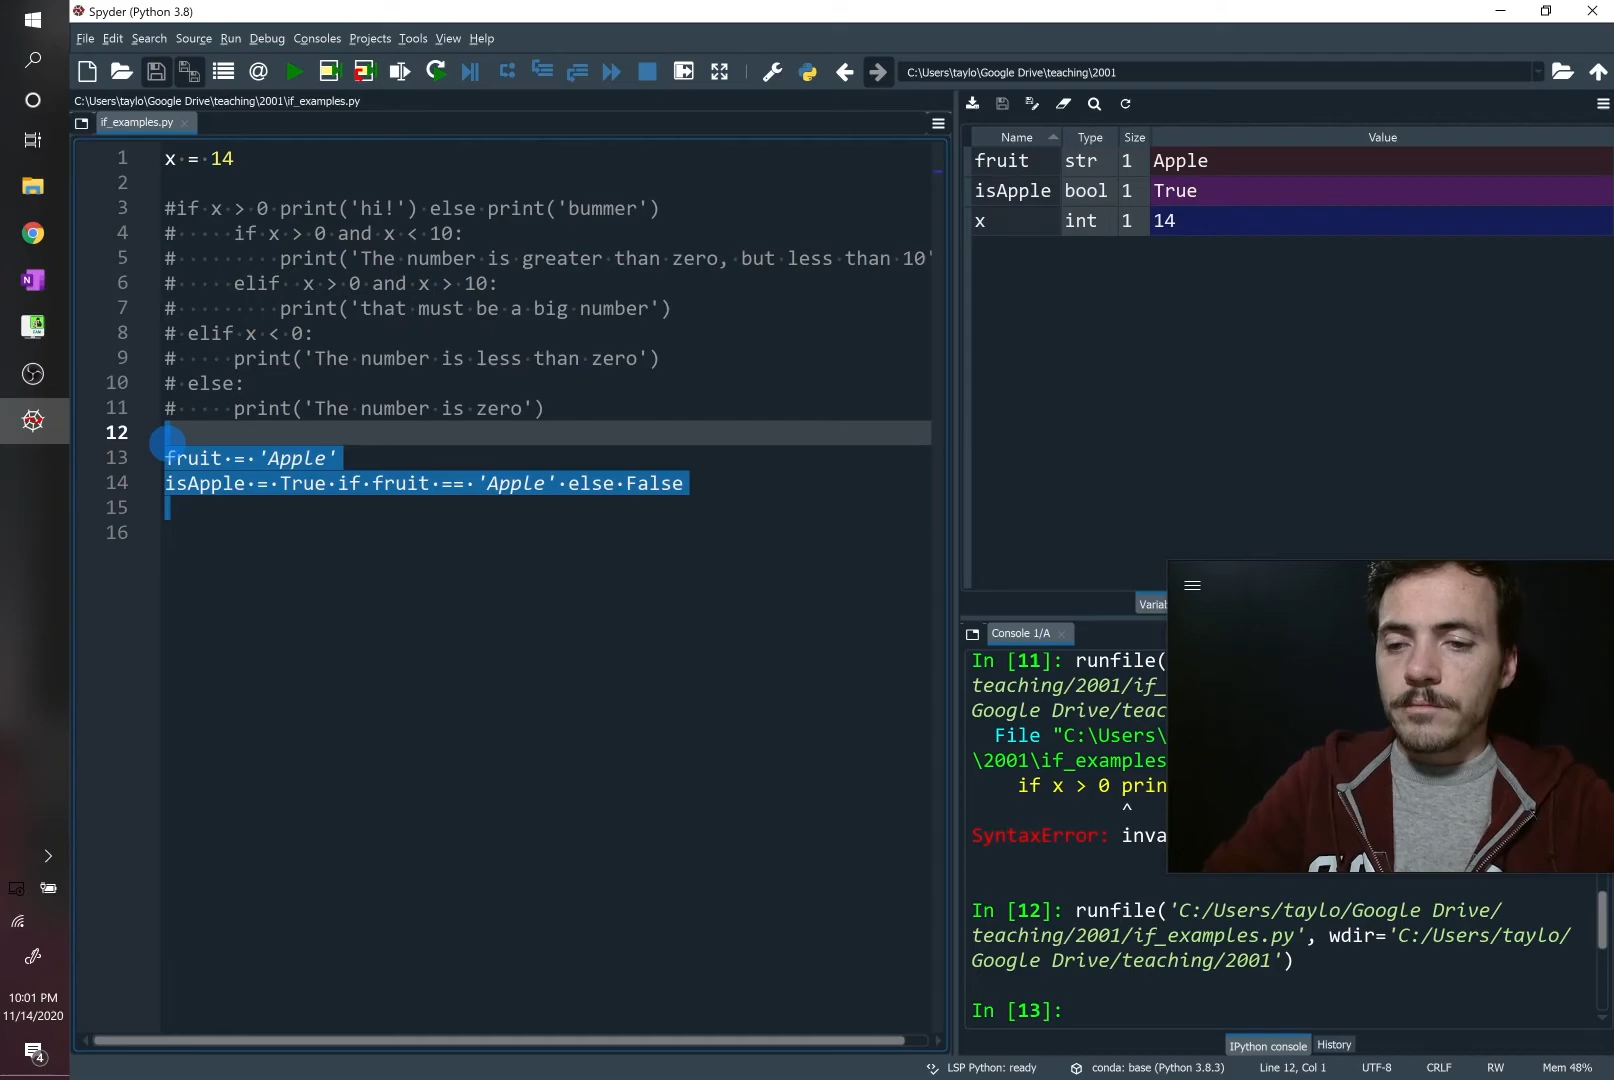 Spyder (Python 3.8)
File Edit Search Source Run Debug Consoles Projects Tools View Help
C:\Users\taylo\Google Drive\teaching\2001
C:\Users\taylo\Google Drive\teaching\2001\if_examples.py
if_examples.py
1 x = 14
2
3 #if x > 0 print('hi!') else print('bummer')
4 # if x > 0 and x < 10:
5 # print('The number is greater than zero, but less than 10'
6 # elif x > 0 and x > 10:
7 # print('that must be a big number')
8 # elif x < 0:
9 # print('The number is less than zero')
10 # else:
11 # print('The number is zero')
12
13 fruit = 'Apple'
14 isApple = True if fruit == 'Apple' else False
15
16
Name Type Size Value
fruit str 1 Apple
isApple bool 1 True
x int 1 14
Variab
Console 1/A
In [11]: runfile(
teaching/2001/if_
Google Drive/teac
File "C:\Users\
\2001\if_examples
if x > 0 prin
^
SyntaxError: inva
In [12]: runfile('C:/Users/taylo/Google Drive/
teaching/2001/if_examples.py', wdir='C:/Users/taylo/
Google Drive/teaching/2001')
In [13]:
IPython console History
10:01 PM
11/14/2020
4
LSP Python: ready conda: base (Python 3.8.3) Line 12, Col 1 UTF-8 CRLF RW Mem 48%